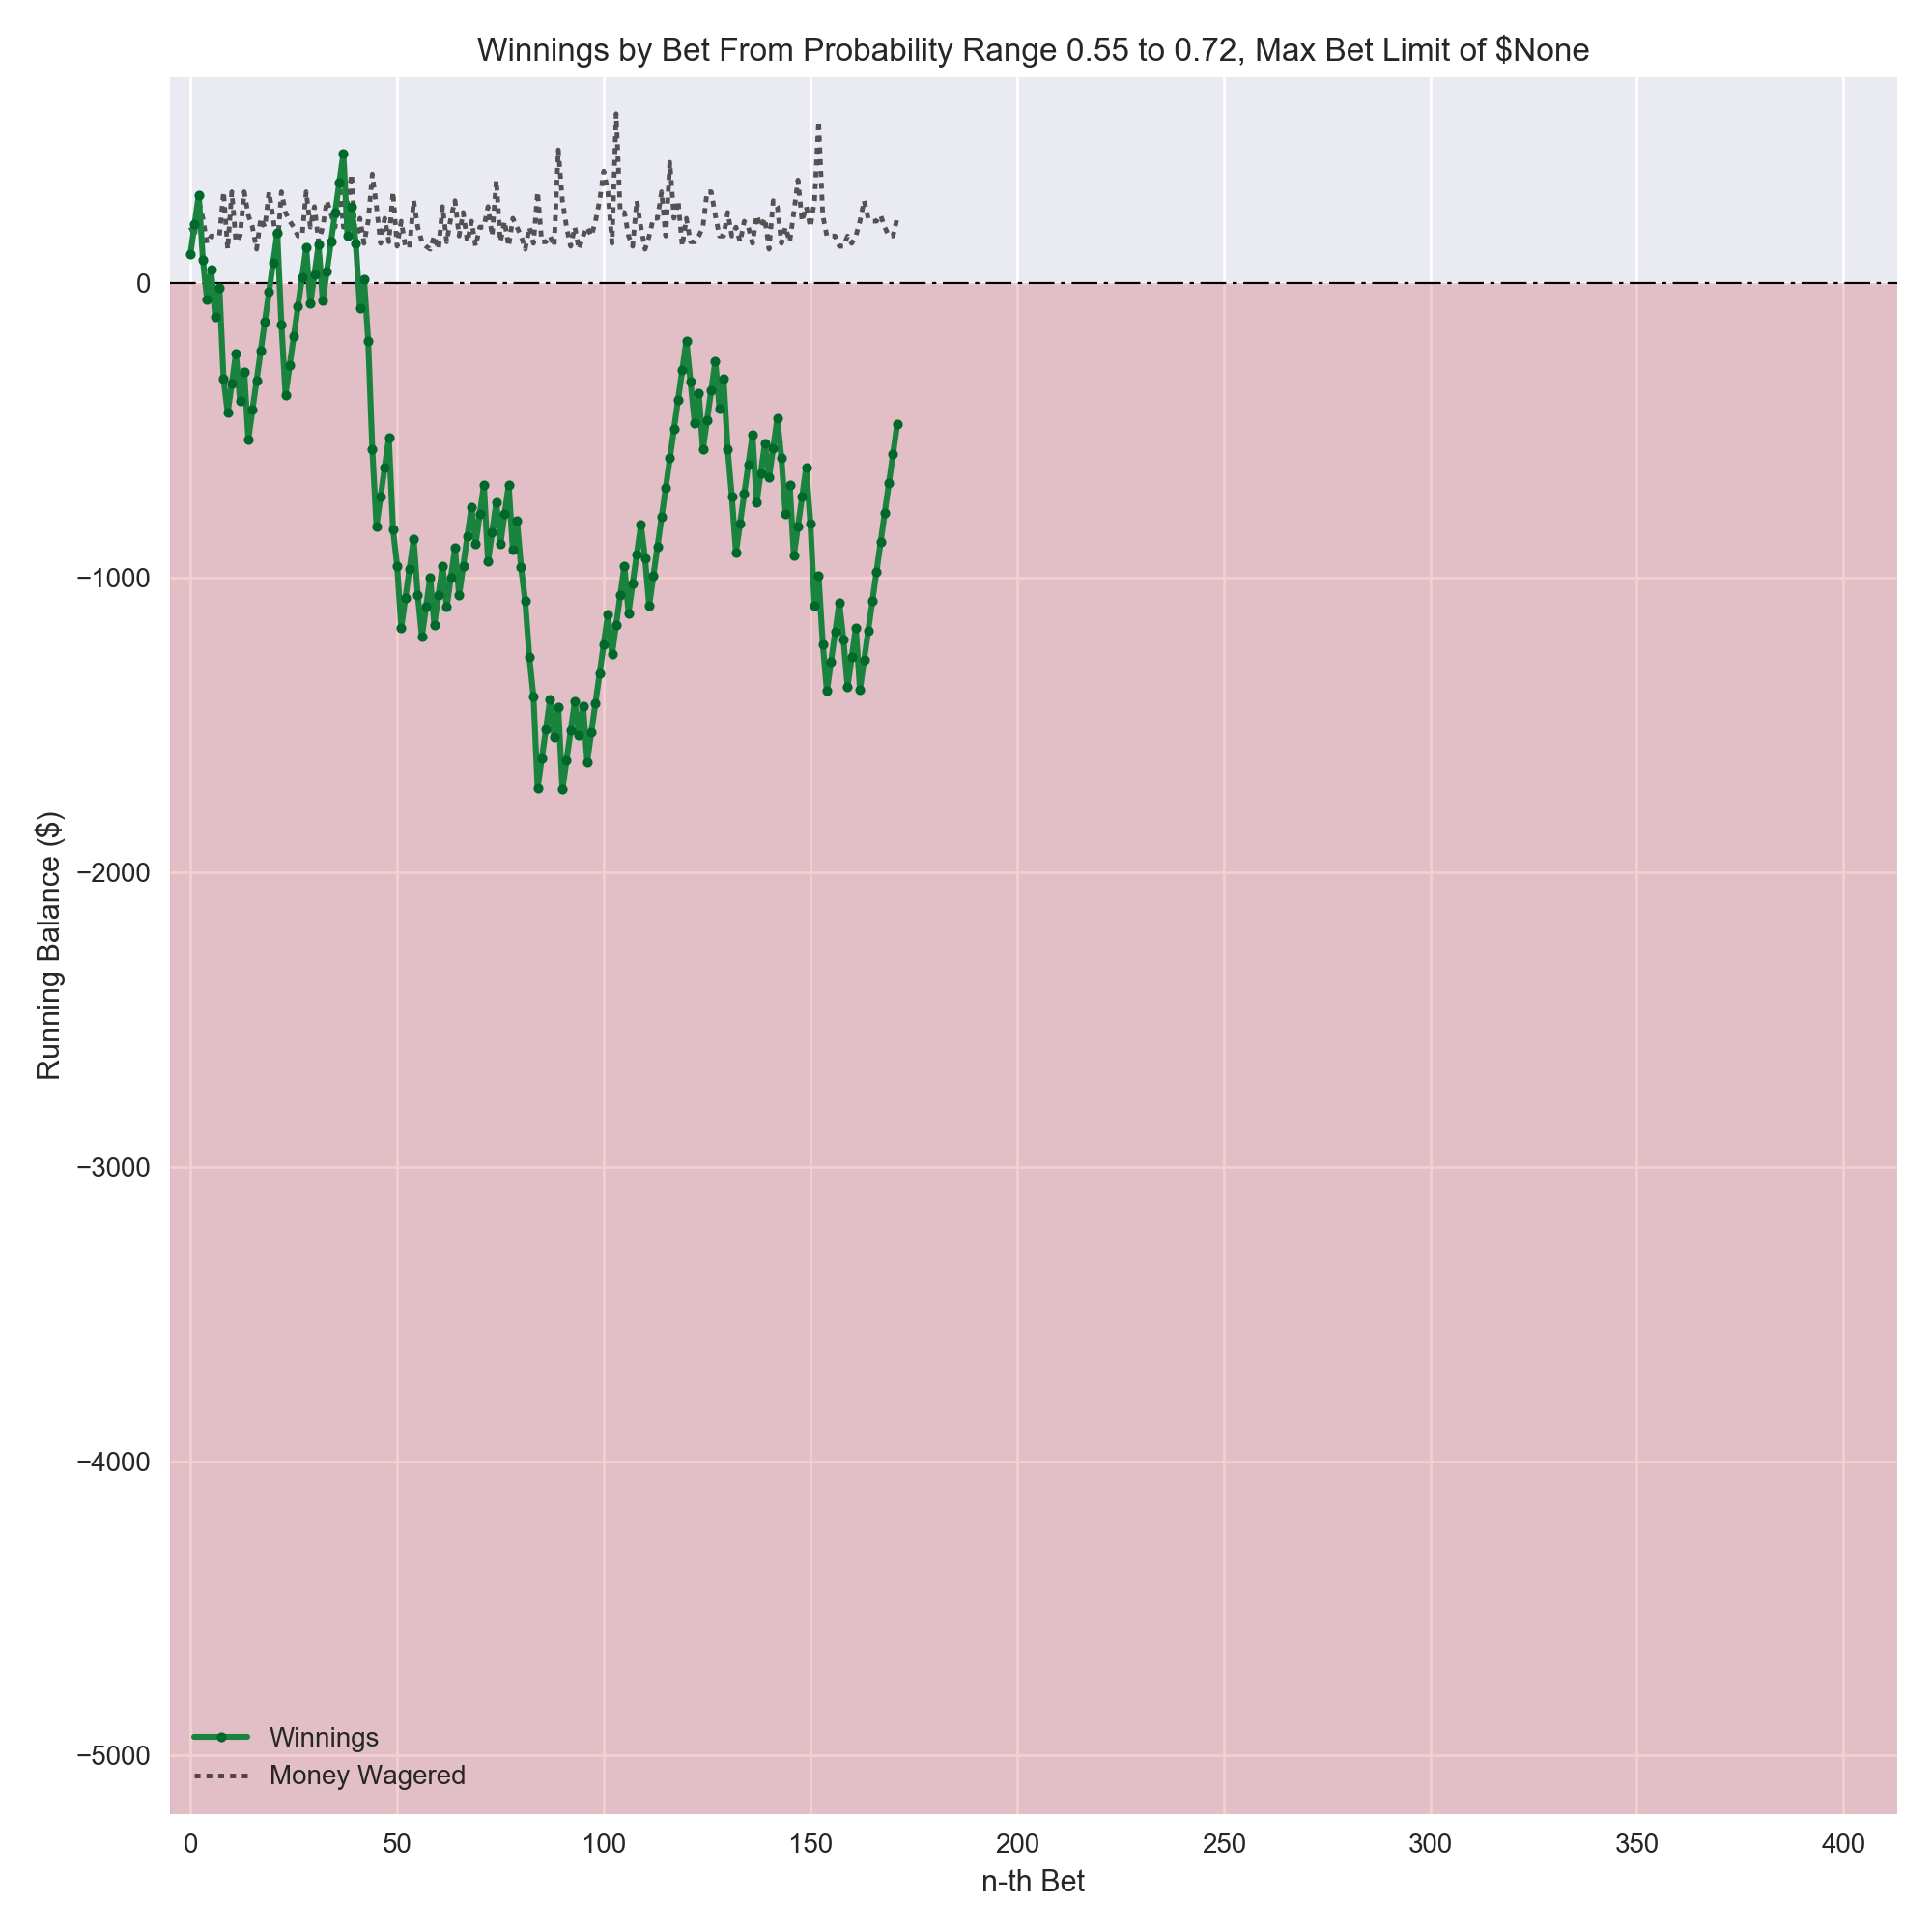 Winnings by Bet From Probability Range 0.55 to 0.72, Max Bet Limit of $None
Running Balance ($)
0
−1000
−2000
−3000
−4000
−5000
Winnings
Money Wagered
0 50 100 150 200 250 300 350 400
n-th Bet